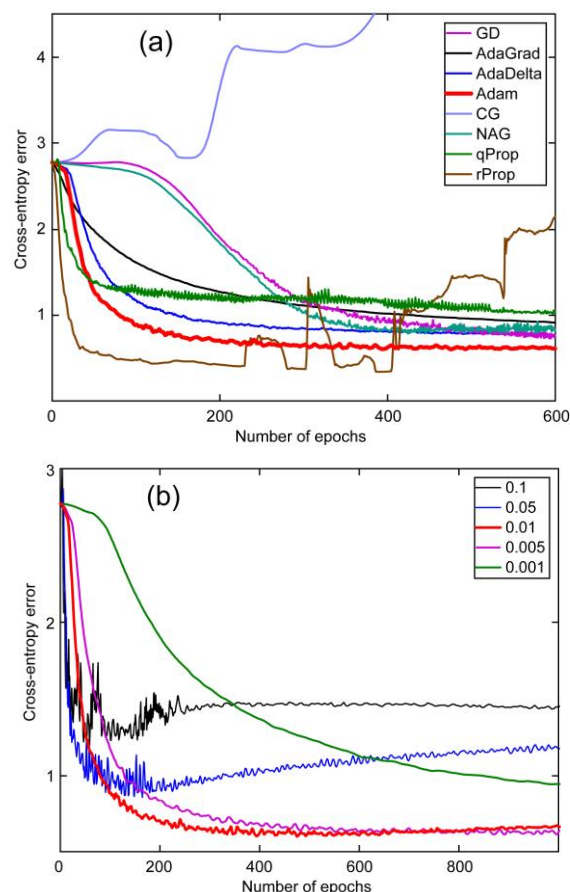 (a)
4
3
2
1
Cross-entropy error
GD
AdaGrad
AdaDelta
Adam
CG
NAG
qProp
rProp
0 200 400 600
Number of epochs
(b)
3
2
1
Cross-entropy error
0.1
0.05
0.01
0.005
0.001
0 200 400 600 800
Number of epochs